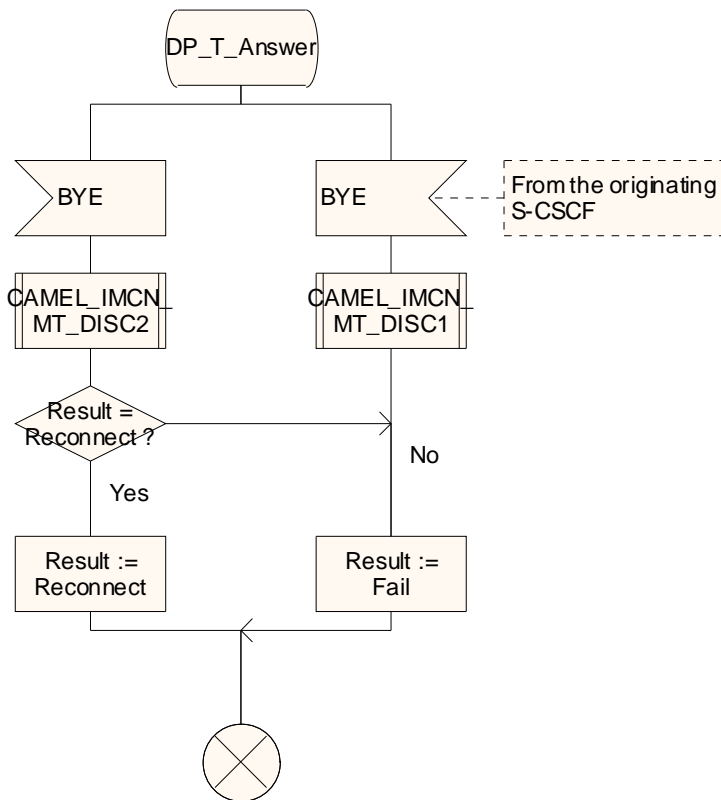 DP_T_Answer
BYE
BYE
From the originating
S-CSCF
CAMEL_IMCN_
MT_DISC2
CAMEL_IMCN_
MT_DISC1
Result =
Reconnect ?
No
Yes
Result :=
Reconnect
Result :=
Fail